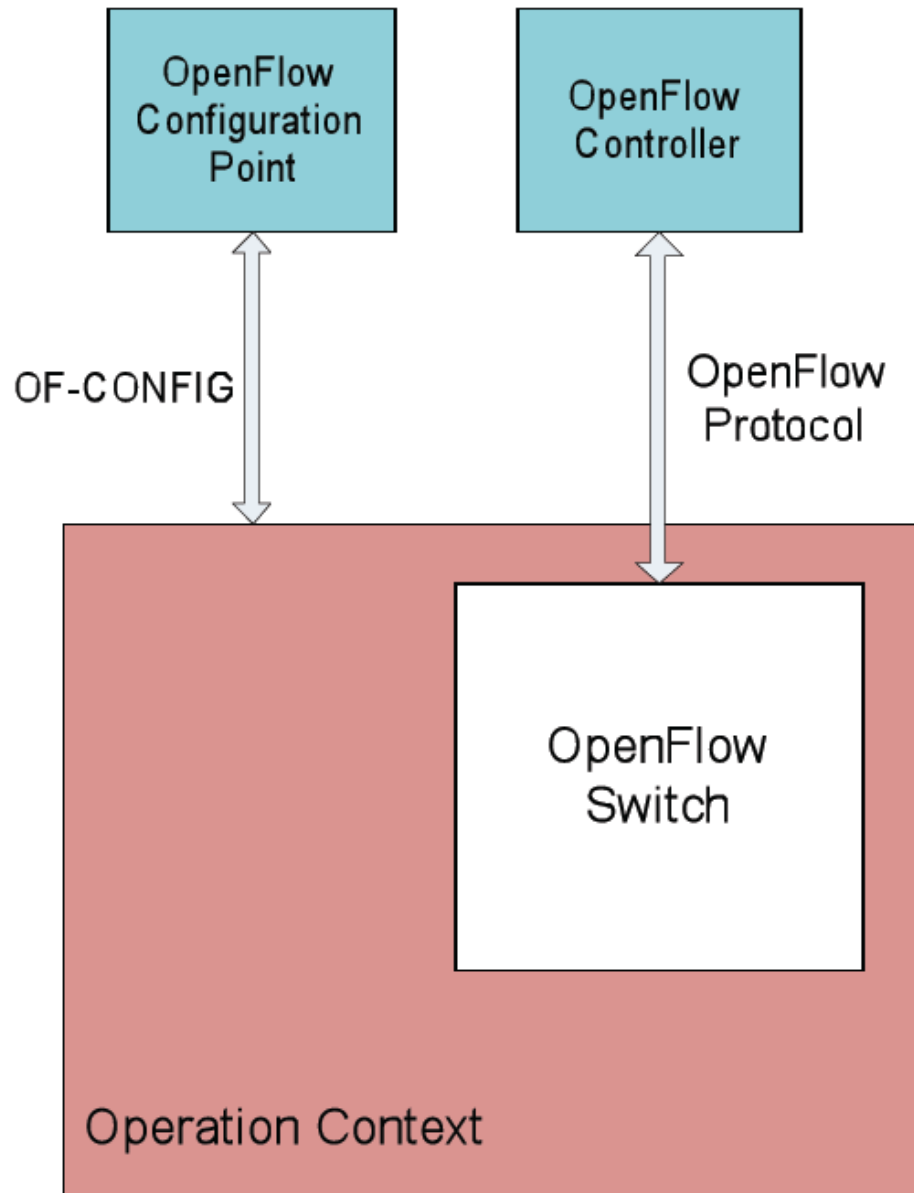 OpenFlow
Configuration
Point
OpenFlow
Controller
OF-CONFIG
OpenFlow
Protocol
OpenFlow
Switch
Operation Context